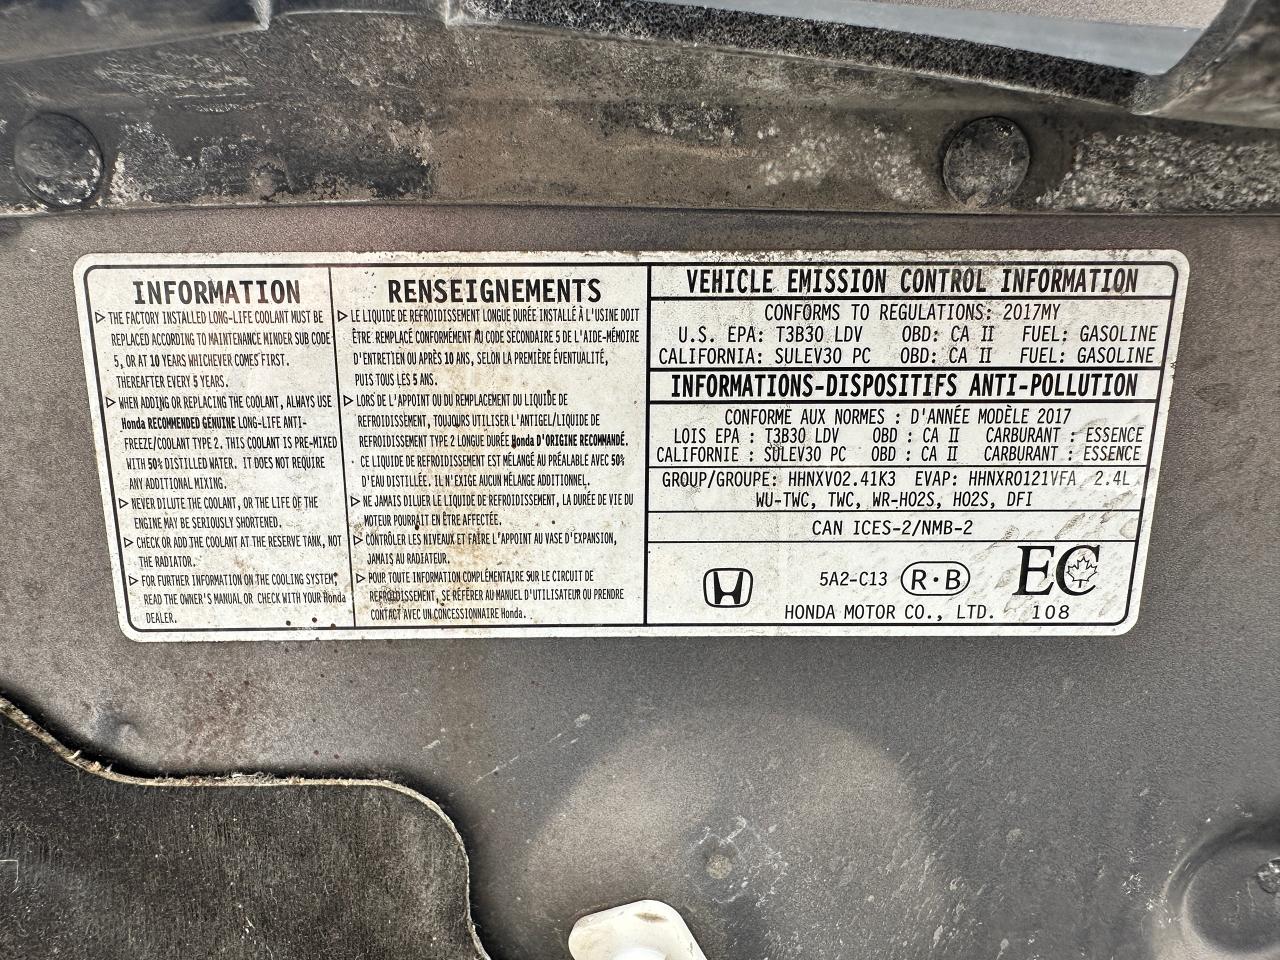 INFORMATION
▷ THE FACTORY INSTALLED LONG-LIFE COOLANT MUST BE
REPLACED ACCORDING TO MAINTENANCE MINDER SUB CODE
5, OR AT 10 YEARS WHICHEVER COMES FIRST.
THEREAFTER EVERY 5 YEARS.
▷ WHEN ADDING OR REPLACING THE COOLANT, ALWAYS USE
Honda RECOMMENDED GENUINE LONG-LIFE ANTI-
FREEZE/COOLANT TYPE 2. THIS COOLANT IS PRE-MIXED
WITH 50% DISTILLED WATER. IT DOES NOT REQUIRE
ANY ADDITIONAL MIXING.
▷ NEVER DILUTE THE COOLANT, OR THE LIFE OF THE
ENGINE MAY BE SERIOUSLY SHORTENED.
▷ CHECK OR ADD THE COOLANT AT THE RESERVE TANK, NOT
THE RADIATOR.
▷ FOR FURTHER INFORMATION ON THE COOLING SYSTEM,
READ THE OWNER'S MANUAL OR CHECK WITH YOUR Honda
DEALER.
RENSEIGNEMENTS
▷ LE LIQUIDE DE REFROIDISSEMENT LONGUE DURÉE INSTALLÉ À L'USINE DOIT
ÊTRE REMPLACÉ CONFORMÉMENT AU CODE SECONDAIRE 5 DE L'AIDE-MÉMOIRE
D'ENTRETIEN OU APRÈS 10 ANS, SELON LA PREMIÈRE ÉVENTUALITÉ,
PUIS TOUS LES 5 ANS.
▷ LORS DE L'APPOINT OU DU REMPLACEMENT DU LIQUIDE DE
REFROIDISSEMENT, TOUJOURS UTILISER L'ANTIGEL/LIQUIDE DE
REFROIDISSEMENT TYPE 2 LONGUE DURÉE Honda D'ORIGINE RECOMMANDÉ.
CE LIQUIDE DE REFROIDISSEMENT EST MÉLANGÉ AU PRÉALABLE AVEC 50%
D'EAU DISTILLÉE. IL N'EXIGE AUCUN MÉLANGE ADDITIONNEL.
▷ NE JAMAIS DILUER LE LIQUIDE DE REFROIDISSEMENT, LA DURÉE DE VIE DU
MOTEUR POURRAIT EN ÊTRE AFFECTÉE.
▷ CONTRÔLER LES NIVEAUX ET FAIRE L'APPOINT AU VASE D'EXPANSION,
JAMAIS AU RADIATEUR.
▷ POUR TOUTE INFORMATION COMPLÉMENTAIRE SUR LE CIRCUIT DE
REFROIDISSEMENT, SE RÉFÉRER AU MANUEL D'UTILISATEUR OU PRENDRE
CONTACT AVEC UN CONCESSIONNAIRE Honda.
VEHICLE EMISSION CONTROL INFORMATION
CONFORMS TO REGULATIONS: 2017MY
U.S. EPA: T3B30 LDV OBD: CA II FUEL: GASOLINE
CALIFORNIA: SULEV30 PC OBD: CA II FUEL: GASOLINE
INFORMATIONS-DISPOSITIFS ANTI-POLLUTION
CONFORME AUX NORMES : D'ANNÉE MODÈLE 2017
LOIS EPA : T3B30 LDV OBD : CA II CARBURANT : ESSENCE
CALIFORNIE : SULEV30 PC OBD : CA II CARBURANT : ESSENCE
GROUP/GROUPE: HHNXV02.41K3 EVAP: HHNXR0121VFA 2.4L
WU-TWC, TWC, WR-HO2S, HO2S, DFI
CAN ICES-2/NMB-2
5A2-C13 R·B EC
HONDA MOTOR CO., LTD. 108